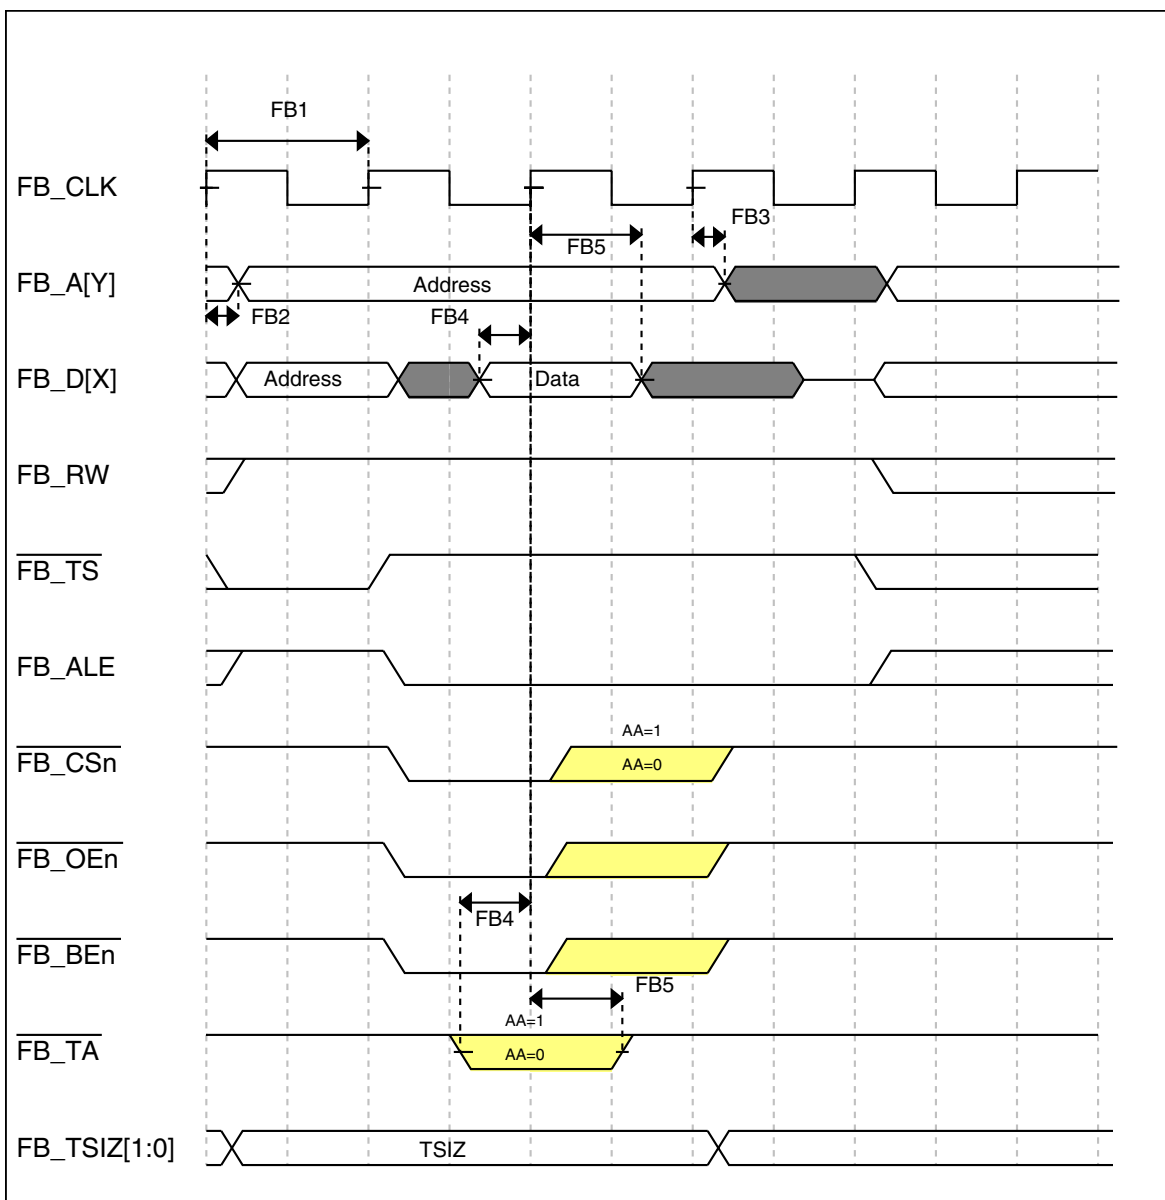 FB1
FB_CLK
FB3
FB5
FB_A[Y]
Address
FB2
FB4
FB_D[X]
Address
Data
FB_RW
FB_TS
FB_ALE
AA=1
FB_CSn
AA=0
FB_OEn
FB4
FB_BEn
FB5
AA=1
FB_TA
AA=0
FB_TSIZ[1:0]
TSIZ